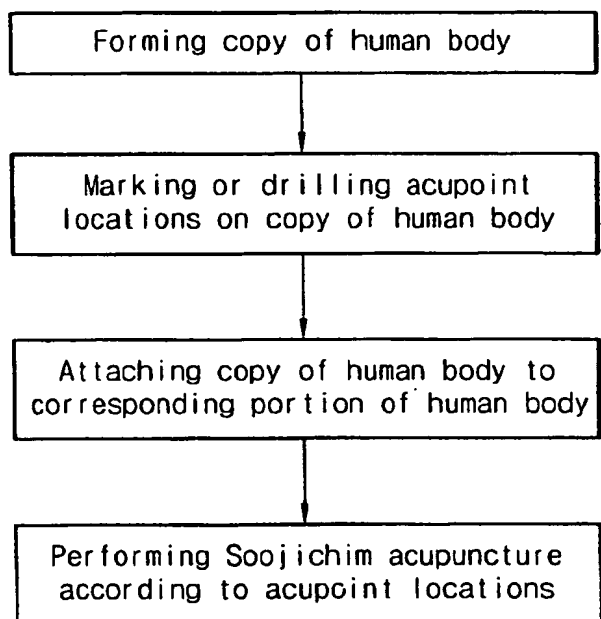 Forming copy of human body
Marking or drilling acupoint
locations on copy of human body
Attaching copy of human body to
corresponding portion of human body
Performing Soojichim acupuncture
according to acupoint locations